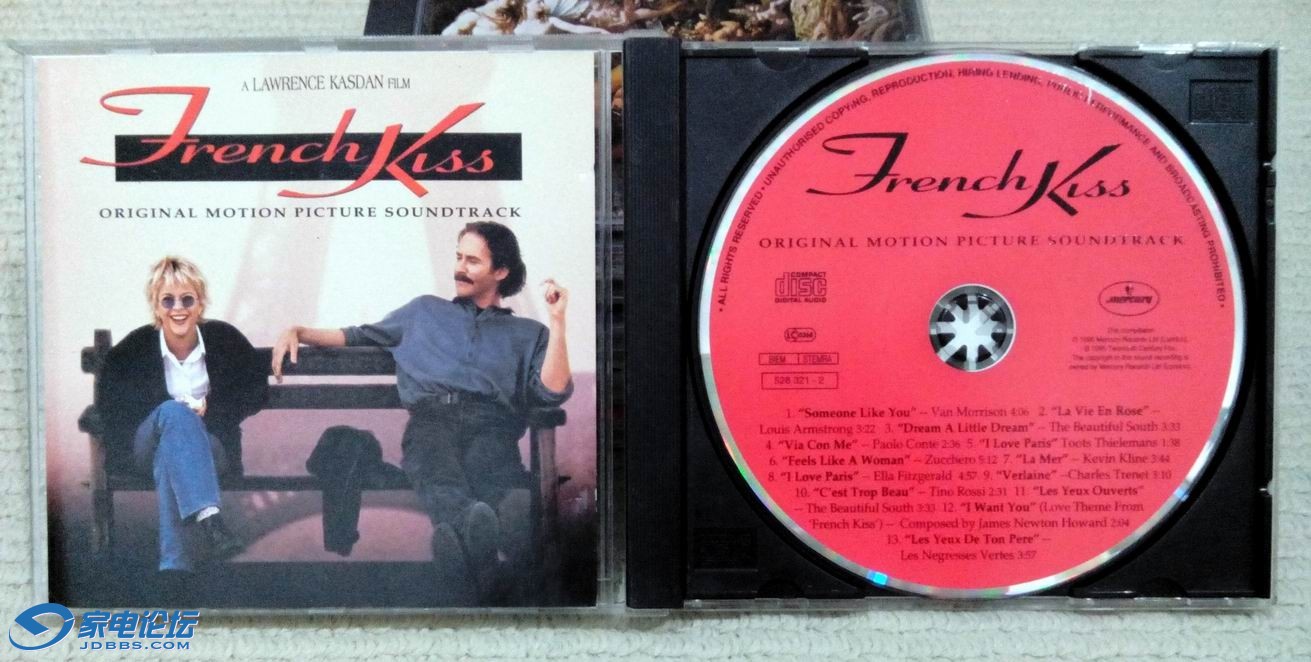 A LAWRENCE KASDAN FILM
French Kiss
ORIGINAL MOTION PICTURE SOUNDTRACK
• ALL RIGHTS RESERVED • UNAUTHORISED COPYING, REPRODUCTION, HIRING LENDING, PUBLIC PERFORMANCE AND BROADCASTING PROHIBITED •
French Kiss
ORIGINAL MOTION PICTURE SOUNDTRACK
COMPACT
disc
DIGITAL AUDIO
mercury
BIEM STEMRA
528 321 - 2
This compilation
owned by Mercury Records Ltd
1. “Someone Like You” – Van Morrison 4:06 2. “La Vie En Rose” –
Louis Armstrong 3:22 3. “Dream A Little Dream” – The Beautiful South 3:33
4. “Via Con Me” – Paolo Conte 2:36 5. “I Love Paris” Toots Thielemans 1:38
6. “Feels Like A Woman” – Zucchero 5:12 7. “La Mer” – Kevin Kline 3:44
8. “I Love Paris” – Ella Fitzgerald 4:57 9. “Verlaine” –Charles Trenet 3:10
10. “C'est Trop Beau” – Tino Rossi 2:31 11. “Les Yeux Ouverts”
– The Beautiful South 3:33 12. “I Want You” (Love Theme From
'French Kiss') – Composed by James Newton Howard 2:04
13. “Les Yeux De Ton Pere” –
Les Negresses Vertes 3:57
家电论坛
JDBBS.COM